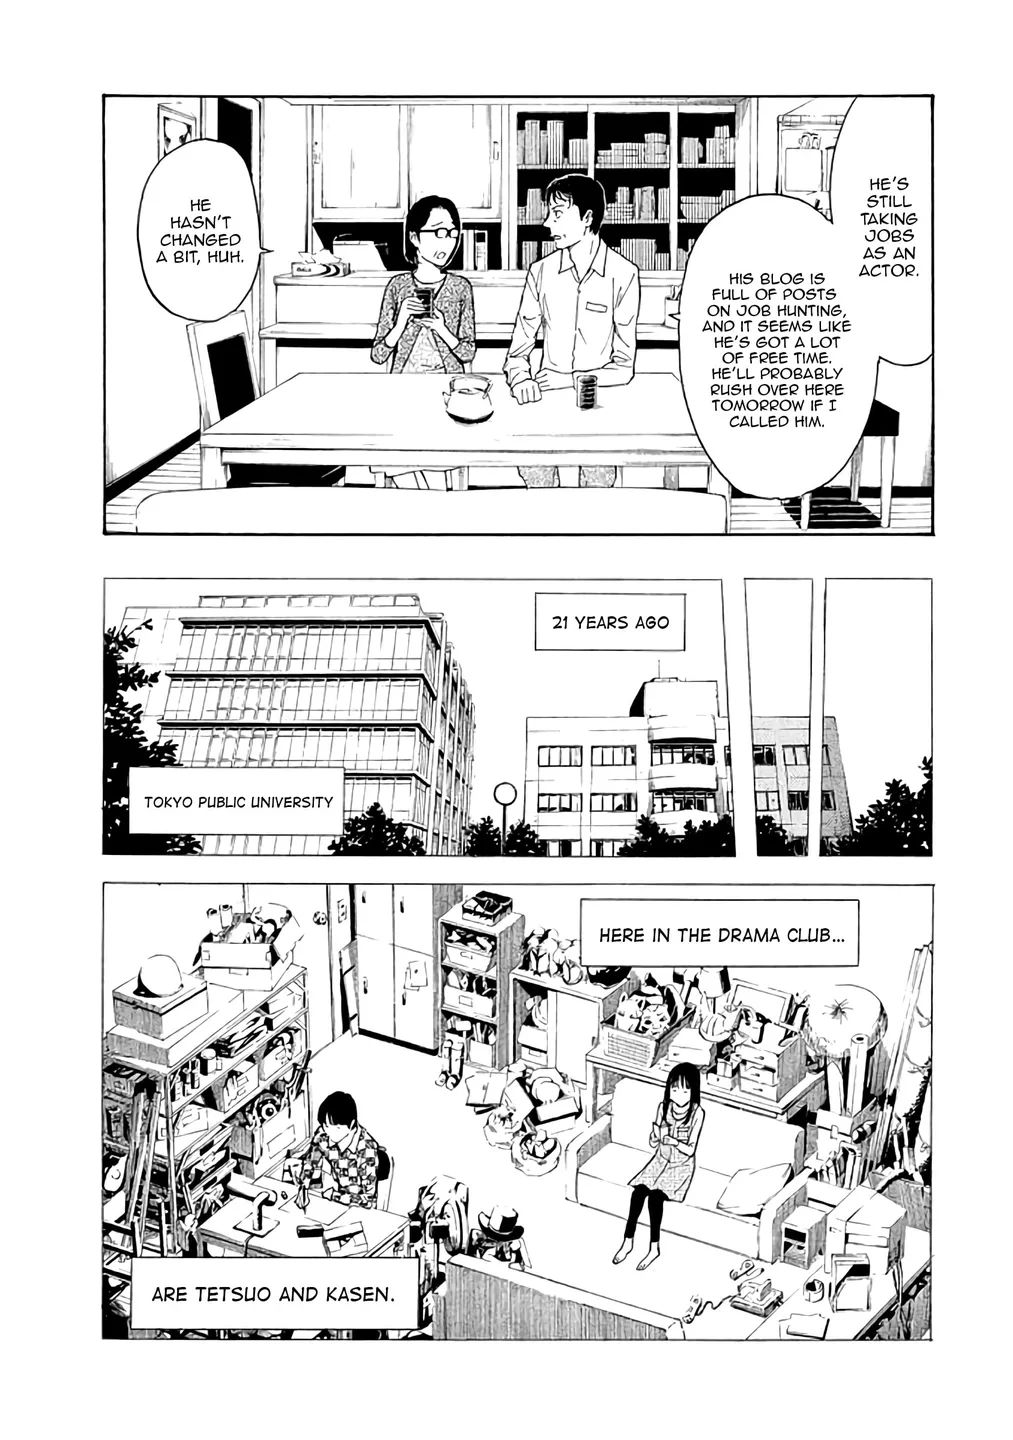 HE'S
STILL
TAKING
JOBS
AS AN
ACTOR.
HIS BLOG IS
FULL OF POSTS
ON JOB HUNTING,
AND IT SEEMS LIKE
HE'S GOT A LOT
OF FREE TIME.
HE'LL PROBABLY
RUSH OVER HERE
TOMORROW IF I
CALLED HIM.
HE
HASN'T
CHANGED
A BIT, HUH.
21 YEARS AGO
TOKYO PUBLIC UNIVERSITY
HERE IN THE DRAMA CLUB...
ARE TETSUO AND KASEN.